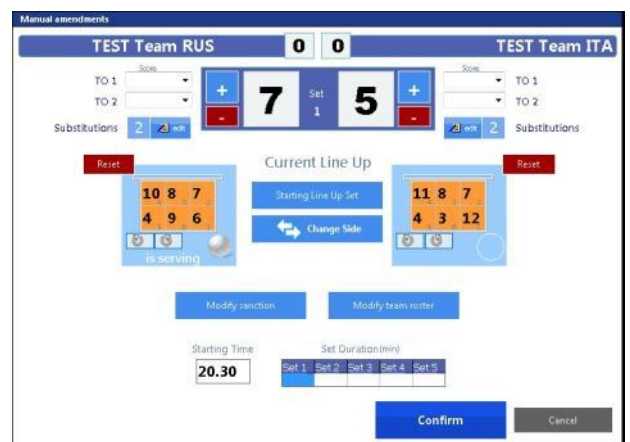 Manual amendments
TEST Team RUS 0 0 TEST Team ITA
Score Score
TO 1 TO 1
TO 2 TO 2
+ 7 Set 1 5 +
- -
Substitutions 2 edit edit 2 Substitutions
Reset Current Line Up Reset
10 8 7 Starting Line Up Set 11 8 7
4 9 6 Change Side 4 3 12
is serving
Modify sanction Modify team roster
Starting Time Set Duration(min)
20.30 Set 1 Set 2 Set 3 Set 4 Set 5
Confirm Cancel